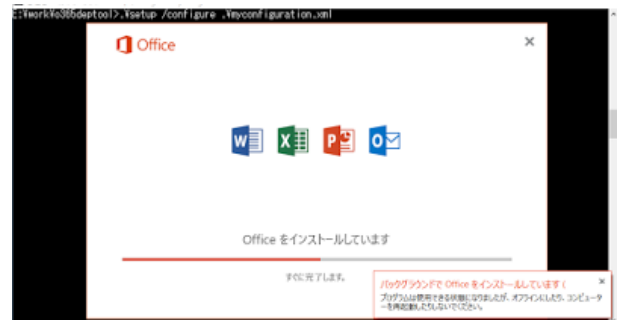 E:¥work¥o365deptool>.¥setup /configure .¥myconfiguration.xml
Office
Office をインストールしています
すぐに完了します。
バックグラウンドで Office をインストールしています (
プログラムは使用できる状態になりましたが、オフラインにしたり、コンピュータ
ーを再起動したりしないでください。